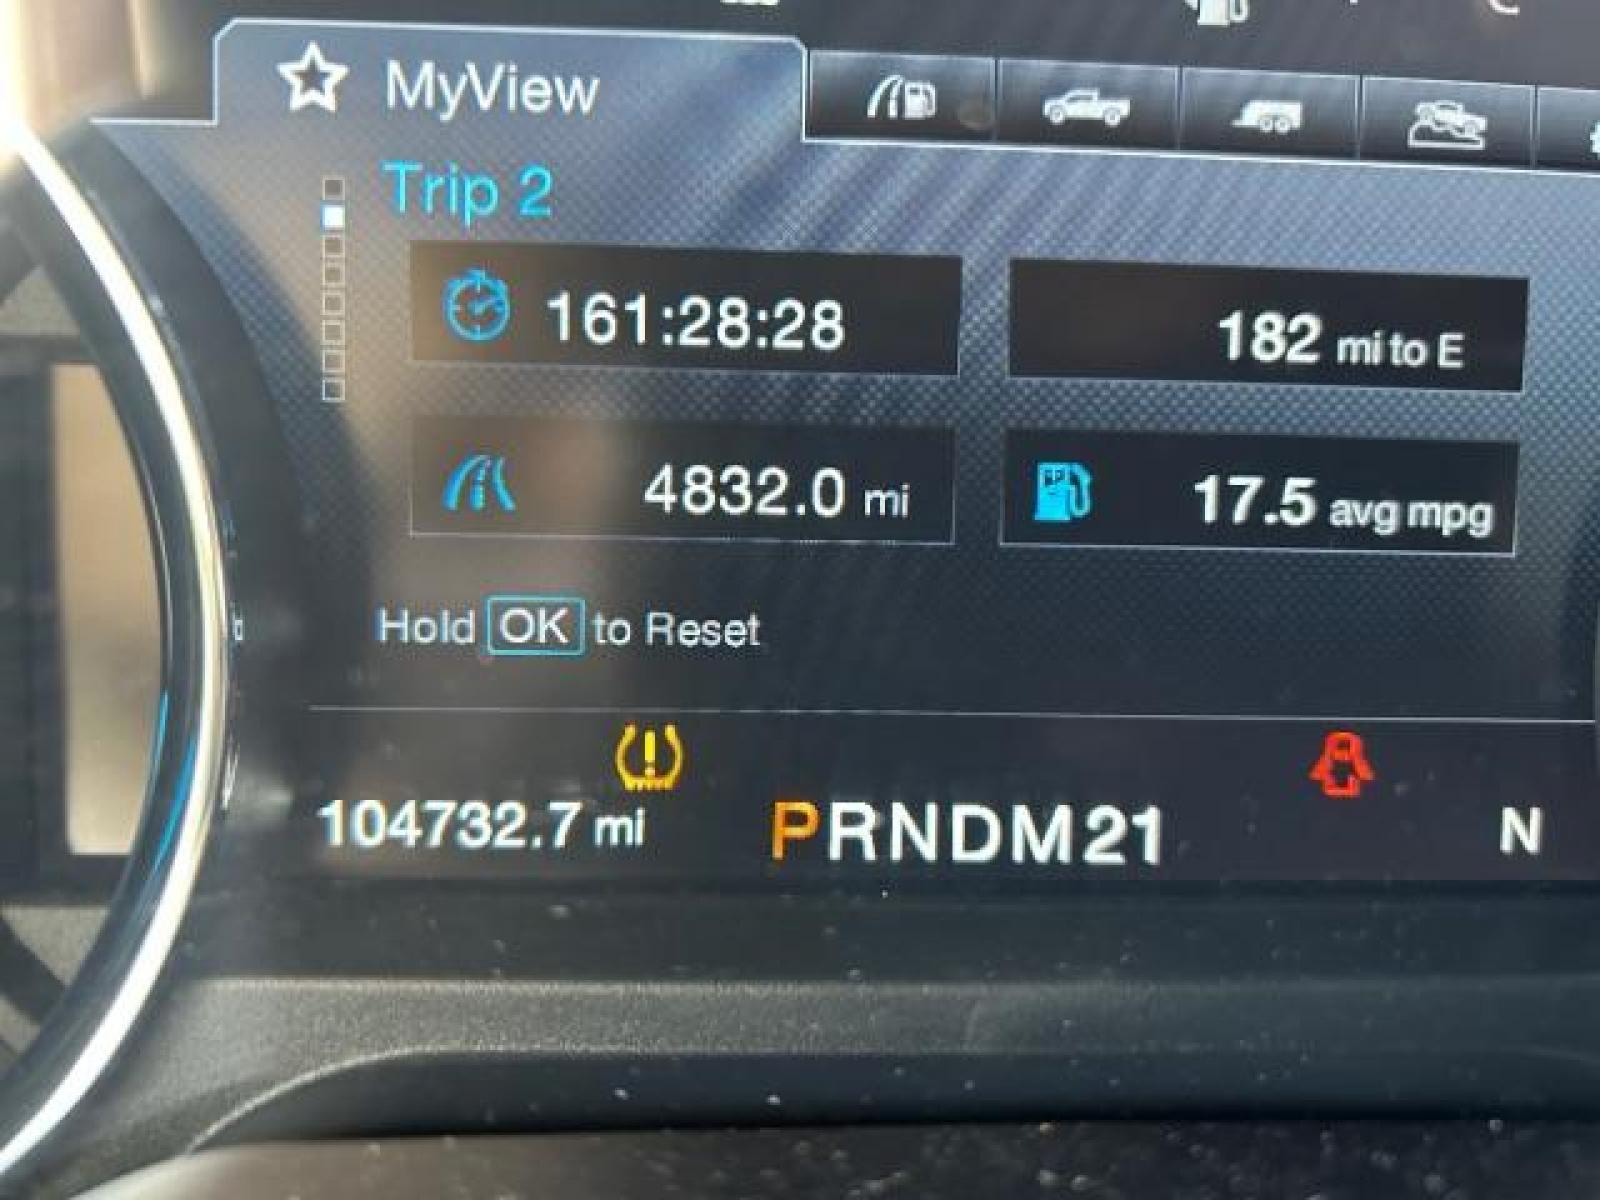 MyView
Trip 2
161:28:28
182 mi to E
4832.0 mi
17.5 avg mpg
Hold OK to Reset
104732.7 mi
PRNDM21
N